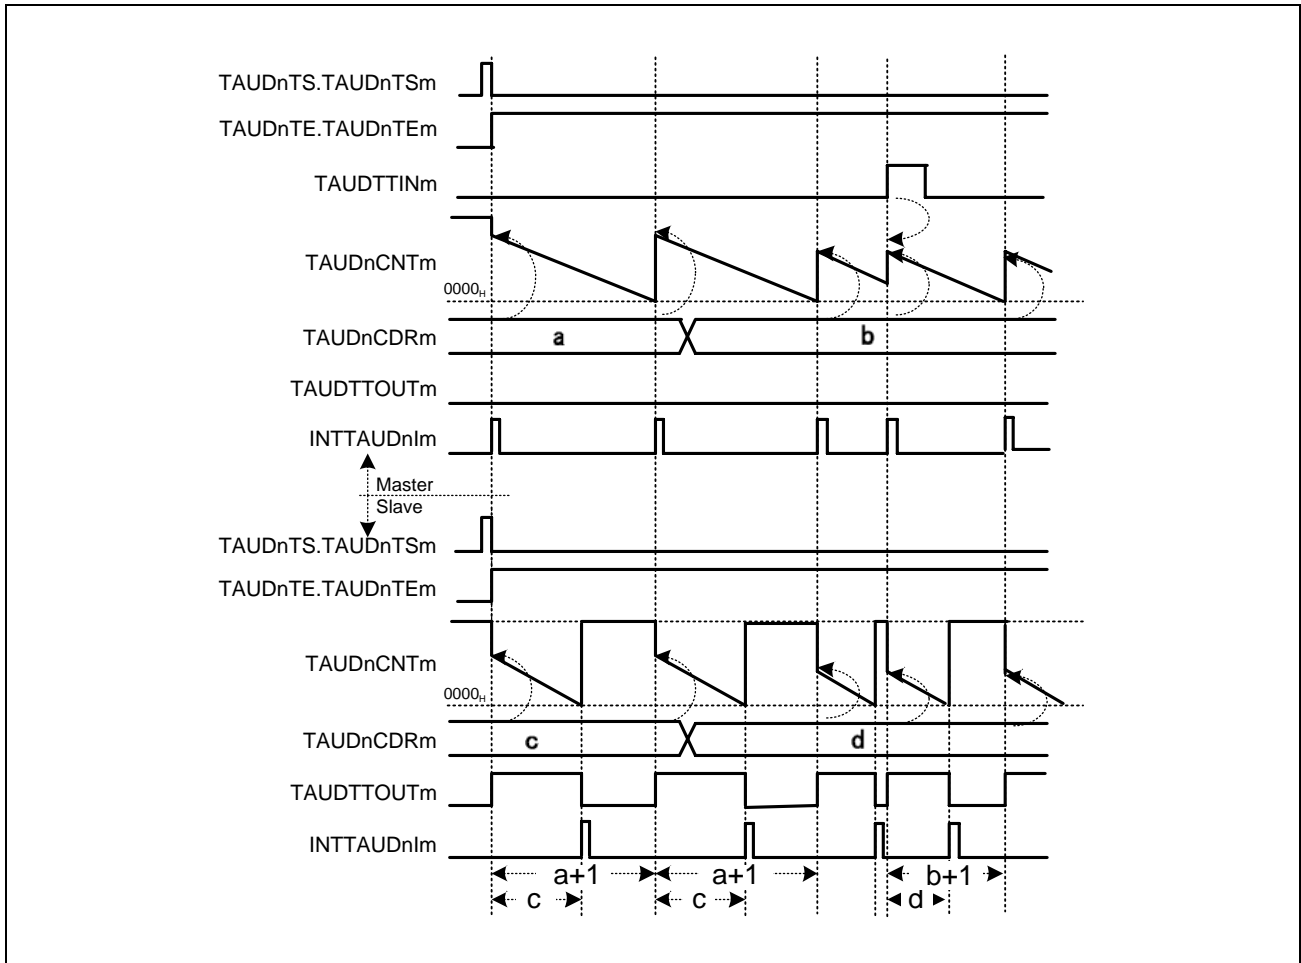 TAUDnTS.TAUDnTSm
TAUDnTE.TAUDnTEm
TAUDTTINm
TAUDnCNTm
0000H
TAUDnCDRm
a
b
TAUDTTOUTm
INTTAUDnIm
Master
Slave
TAUDnTS.TAUDnTSm
TAUDnTE.TAUDnTEm
TAUDnCNTm
0000H
TAUDnCDRm
c
d
TAUDTTOUTm
INTTAUDnIm
a+1
a+1
b+1
c
c
d